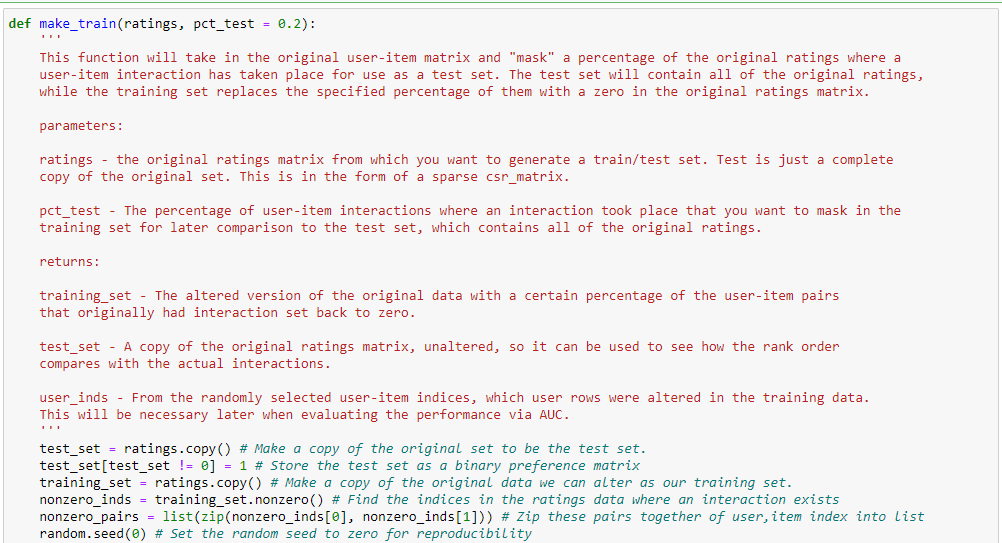 def make_train(ratings, pct_test = 0.2):
'''
This function will take in the original user-item matrix and "mask" a percentage of the original ratings where a
user-item interaction has taken place for use as a test set. The test set will contain all of the original ratings,
while the training set replaces the specified percentage of them with a zero in the original ratings matrix.
parameters:
ratings - the original ratings matrix from which you want to generate a train/test set. Test is just a complete
copy of the original set. This is in the form of a sparse csr_matrix.
pct_test - The percentage of user-item interactions where an interaction took place that you want to mask in the
training set for later comparison to the test set, which contains all of the original ratings.
returns:
training_set - The altered version of the original data with a certain percentage of the user-item pairs
that originally had interaction set back to zero.
test_set - A copy of the original ratings matrix, unaltered, so it can be used to see how the rank order
compares with the actual interactions.
user_inds - From the randomly selected user-item indices, which user rows were altered in the training data.
This will be necessary later when evaluating the performance via AUC.
'''
test_set = ratings.copy() # Make a copy of the original set to be the test set.
test_set[test_set != 0] = 1 # Store the test set as a binary preference matrix
training_set = ratings.copy() # Make a copy of the original data we can alter as our training set.
nonzero_inds = training_set.nonzero() # Find the indices in the ratings data where an interaction exists
nonzero_pairs = list(zip(nonzero_inds[0], nonzero_inds[1])) # Zip these pairs together of user,item index into list
random.seed(0) # Set the random seed to zero for reproducibility